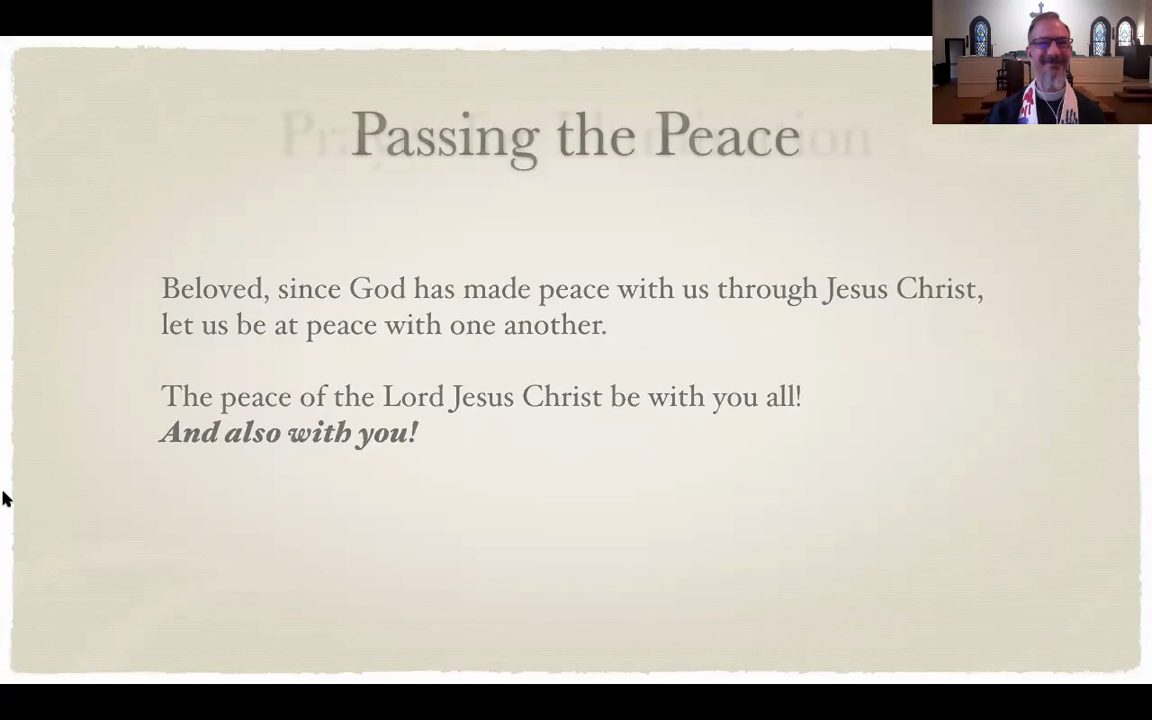 Passing the Peace
Beloved, since God has made peace with us through Jesus Christ,
let us be at peace with one another.
The peace of the Lord Jesus Christ be with you all!
And also with you!